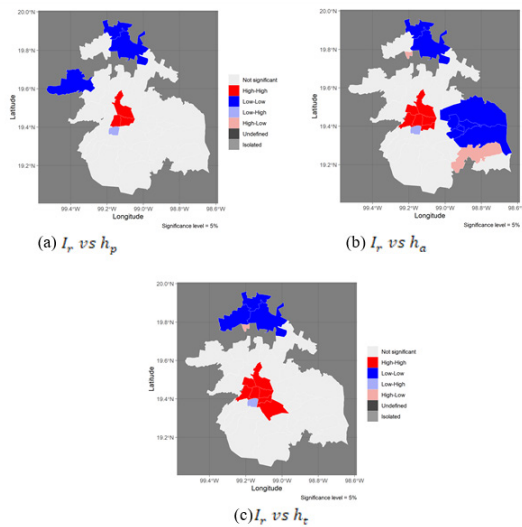 20.0°N
19.8°N
19.6°N
19.4°N
19.2°N
Latitude
99.4°W 99.2°W 99.0°W 98.8°W 98.6°W
Longitude
Significance level = 5%
Not significant
High-High
Low-Low
Low-High
High-Low
Undefined
Isolated
(a) I_r vs h_p
20.0°N
19.8°N
19.6°N
19.4°N
19.2°N
Latitude
99.4°W 99.2°W 99.0°W 98.8°W 98.6°W
Longitude
Significance level = 5%
Not significant
High-High
Low-Low
Low-High
High-Low
Undefined
Isolated
(b) I_r vs h_a
20.0°N
19.8°N
19.6°N
19.4°N
19.2°N
Latitude
99.4°W 99.2°W 99.0°W 98.8°W 98.6°W
Longitude
Significance level = 5%
Not significant
High-High
Low-Low
Low-High
High-Low
Undefined
Isolated
(c) I_r vs h_t